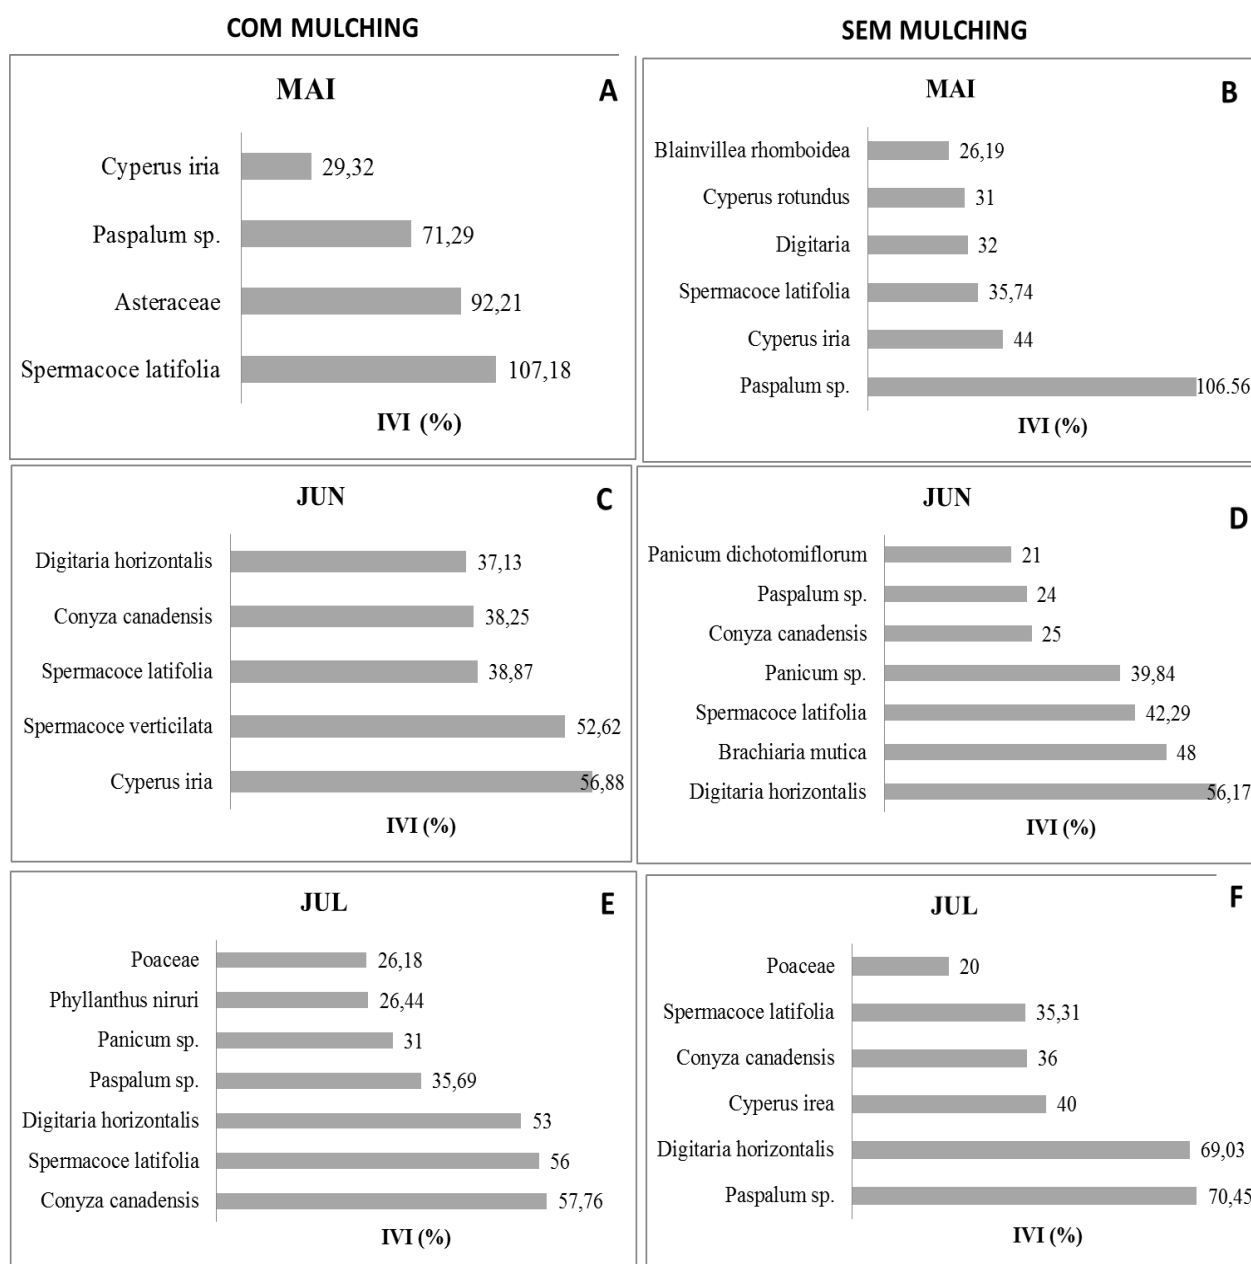 COM MULCHING
SEM MULCHING
MAI
A
Cyperus iria 29,32
Paspalum sp. 71,29
Asteraceae 92,21
Spermacoce latifolia 107,18
IVI (%)
MAI
B
Blainvillea rhomboidea 26,19
Cyperus rotundus 31
Digitaria 32
Spermacoce latifolia 35,74
Cyperus iria 44
Paspalum sp. 106.56
IVI (%)
JUN
C
Digitaria horizontalis 37,13
Conyza canadensis 38,25
Spermacoce latifolia 38,87
Spermacoce verticilata 52,62
Cyperus iria 56,88
IVI (%)
JUN
D
Panicum dichotomiflorum 21
Paspalum sp. 24
Conyza canadensis 25
Panicum sp. 39,84
Spermacoce latifolia 42,29
Brachiaria mutica 48
Digitaria horizontalis 56,17
IVI (%)
JUL
E
Poaceae 26,18
Phyllanthus niruri 26,44
Panicum sp. 31
Paspalum sp. 35,69
Digitaria horizontalis 53
Spermacoce latifolia 56
Conyza canadensis 57,76
IVI (%)
JUL
F
Poaceae 20
Spermacoce latifolia 35,31
Conyza canadensis 36
Cyperus irea 40
Digitaria horizontalis 69,03
Paspalum sp. 70,45
IVI (%)